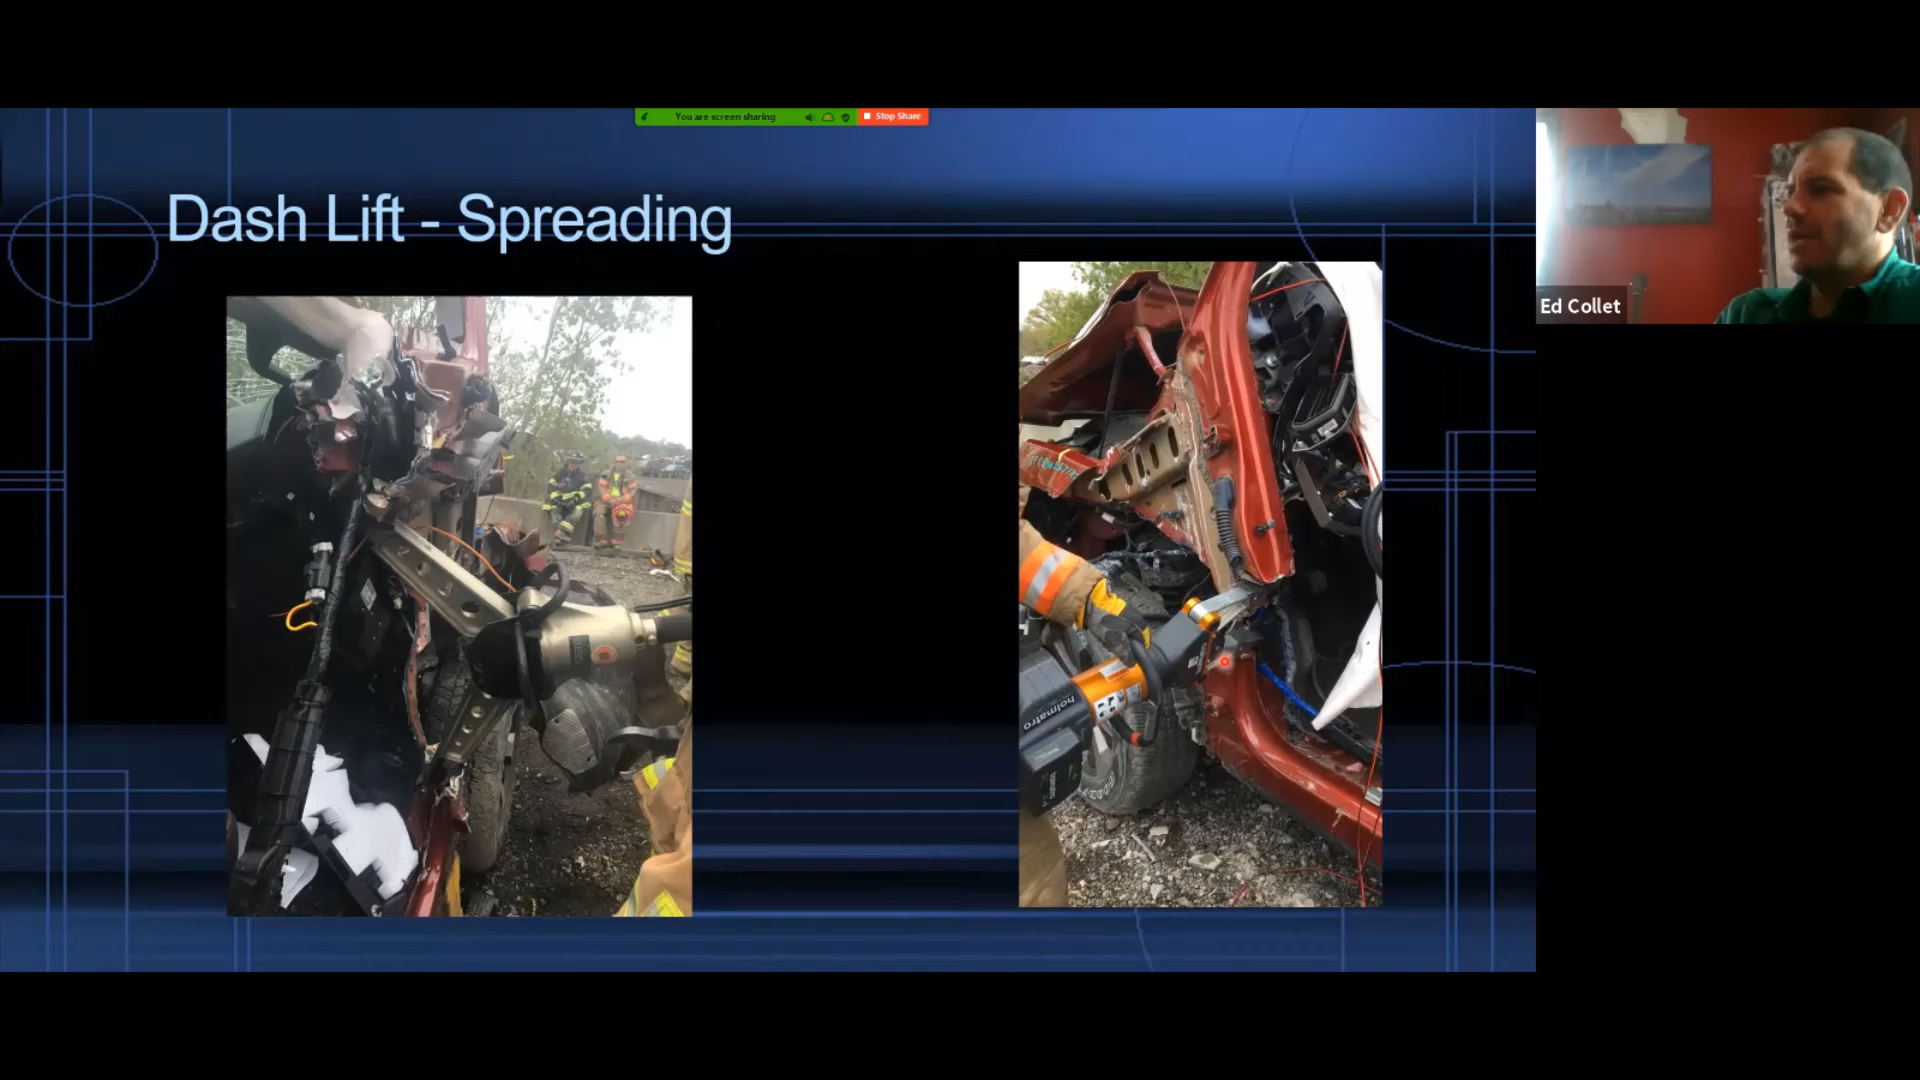 You are screen sharing
Stop Share
Dash Lift - Spreading
Ed Collet
holmatro